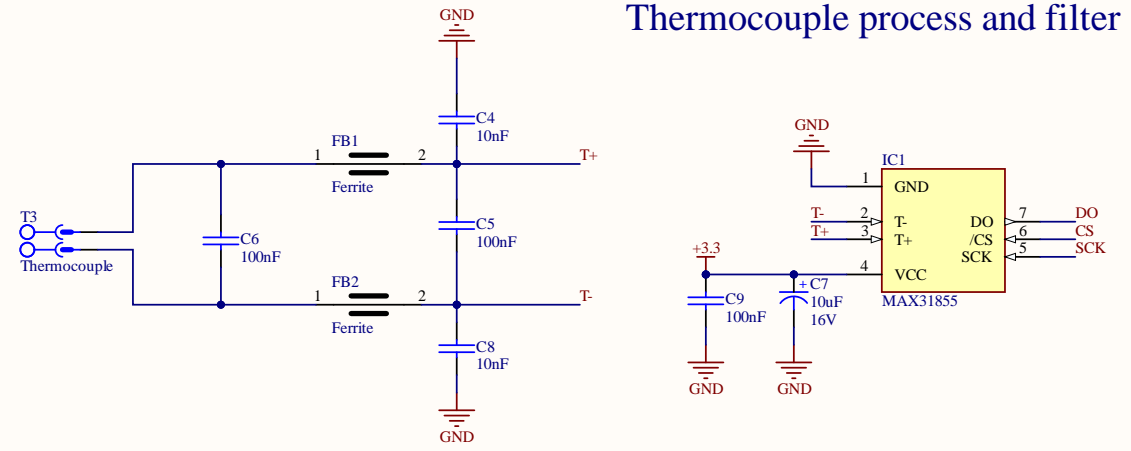 Thermocouple process and filter
GND
C4
10nF
FB1
1
2
Ferrite
T+
T3
Thermocouple
C6
100nF
C5
100nF
FB2
1
2
Ferrite
T-
C8
10nF
GND
GND
IC1
1
GND
T-
2
T-
T+
3
T+
DO
7
DO
/CS
6
CS
SCK
5
SCK
+3.3
4
VCC
MAX31855
C9
100nF
+
C7
10uF
16V
GND
GND